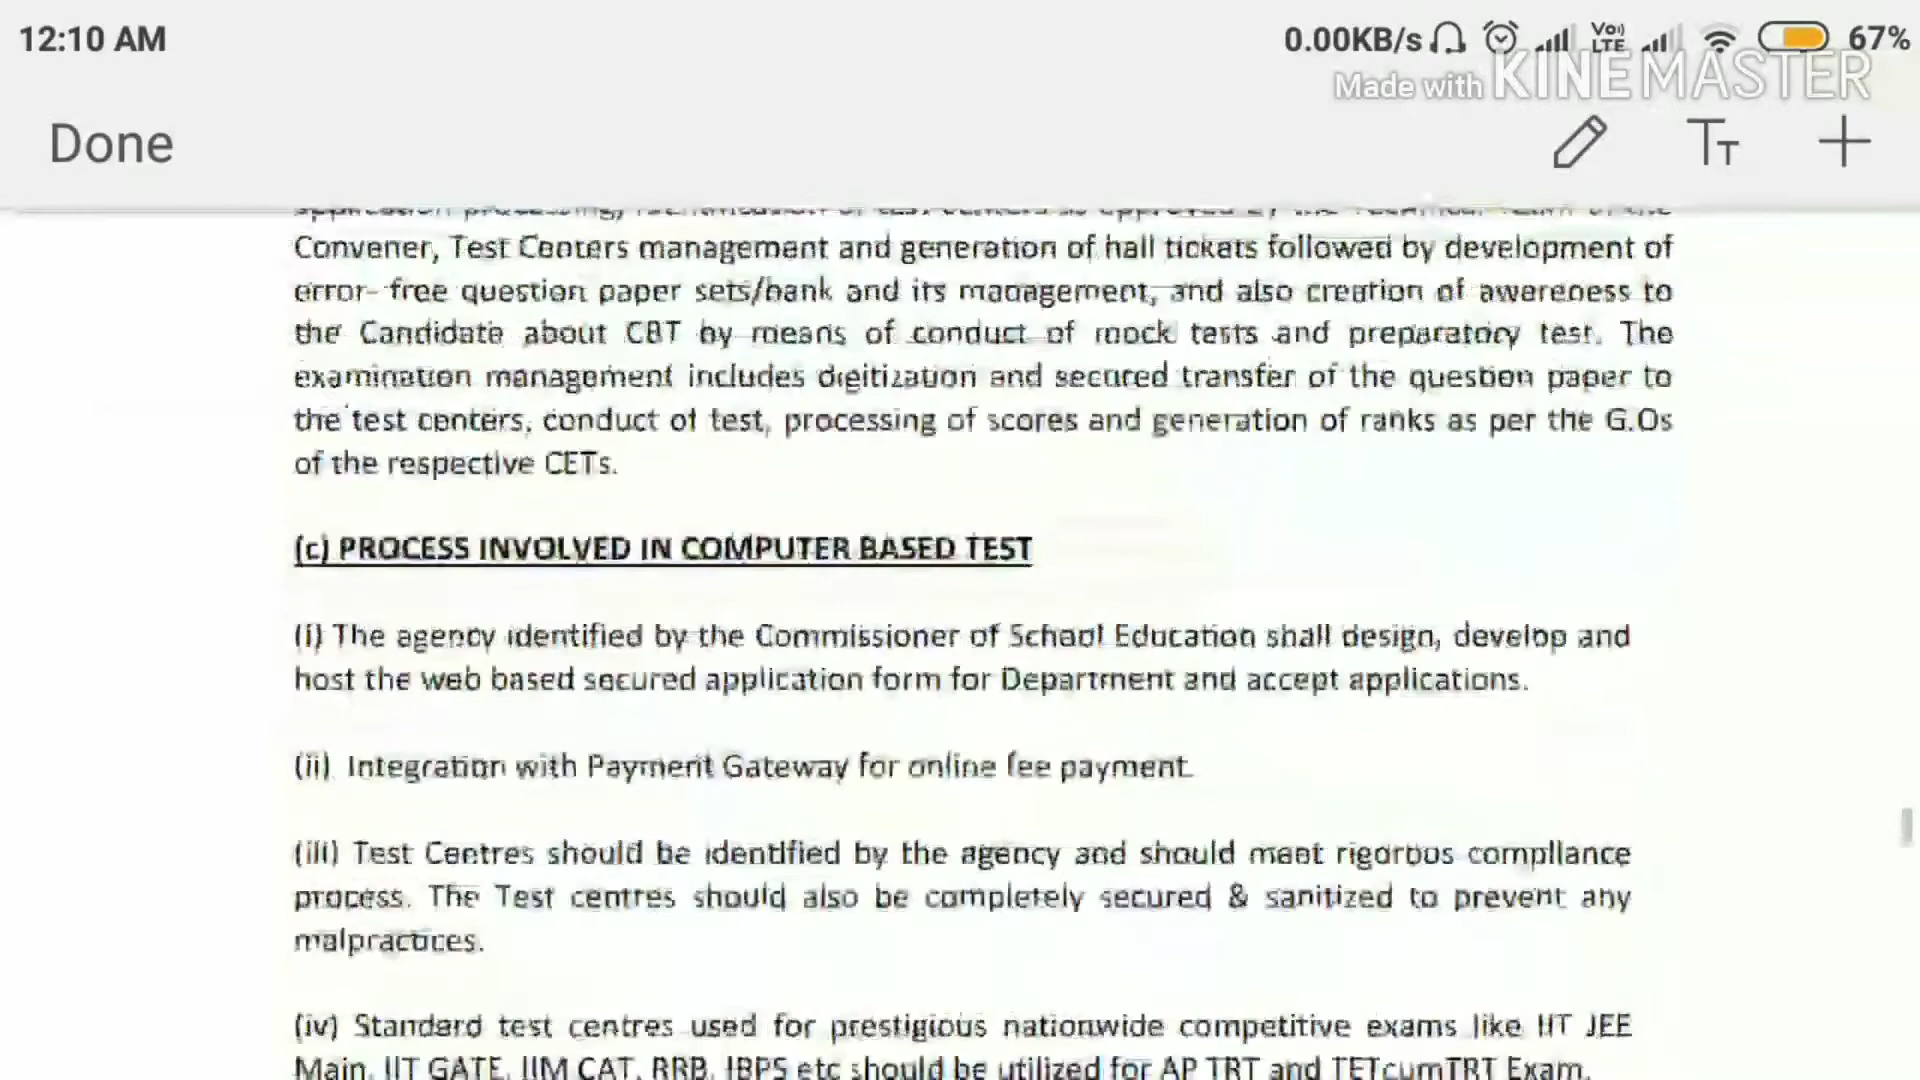 12:10 AM
0.00KB/s Vo) LTE 67%
Made with KINEMASTER
Done
Convener, Test Centers management and generation of hall tickets followed by development of
error- free question paper sets/bank and its management, and also creation of awareness to
the Candidate about CBT by means of conduct of mock tests and preparatory test. The
examination management includes digitization and secured transfer of the question paper to
the test centers, conduct of test, processing of scores and generation of ranks as per the G.Os
of the respective CETs.
(c) PROCESS INVOLVED IN COMPUTER BASED TEST
(i) The agency identified by the Commissioner of School Education shall design, develop and
host the web based secured application form for Department and accept applications.
(ii) Integration with Payment Gateway for online fee payment.
(iii) Test Centres should be identified by the agency and should meet rigorous compliance
process. The Test centres should also be completely secured & sanitized to prevent any
malpractices.
(iv) Standard test centres used for prestigious nationwide competitive exams like IIT JEE
Main, IIT GATE, IIM CAT, RRB, IBPS etc should be utilized for AP TRT and TETcumTRT Exam.